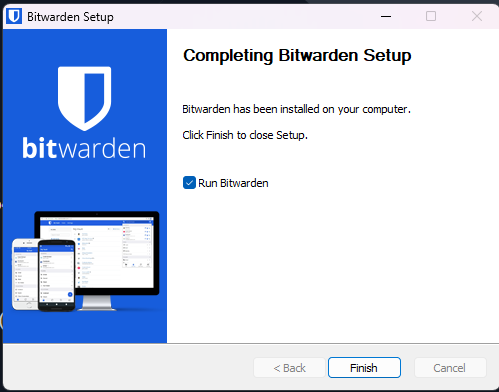 Bitwarden Setup
Completing Bitwarden Setup
Bitwarden has been installed on your computer.
Click Finish to close Setup.
bitwarden
Run Bitwarden
< Back
Finish
Cancel